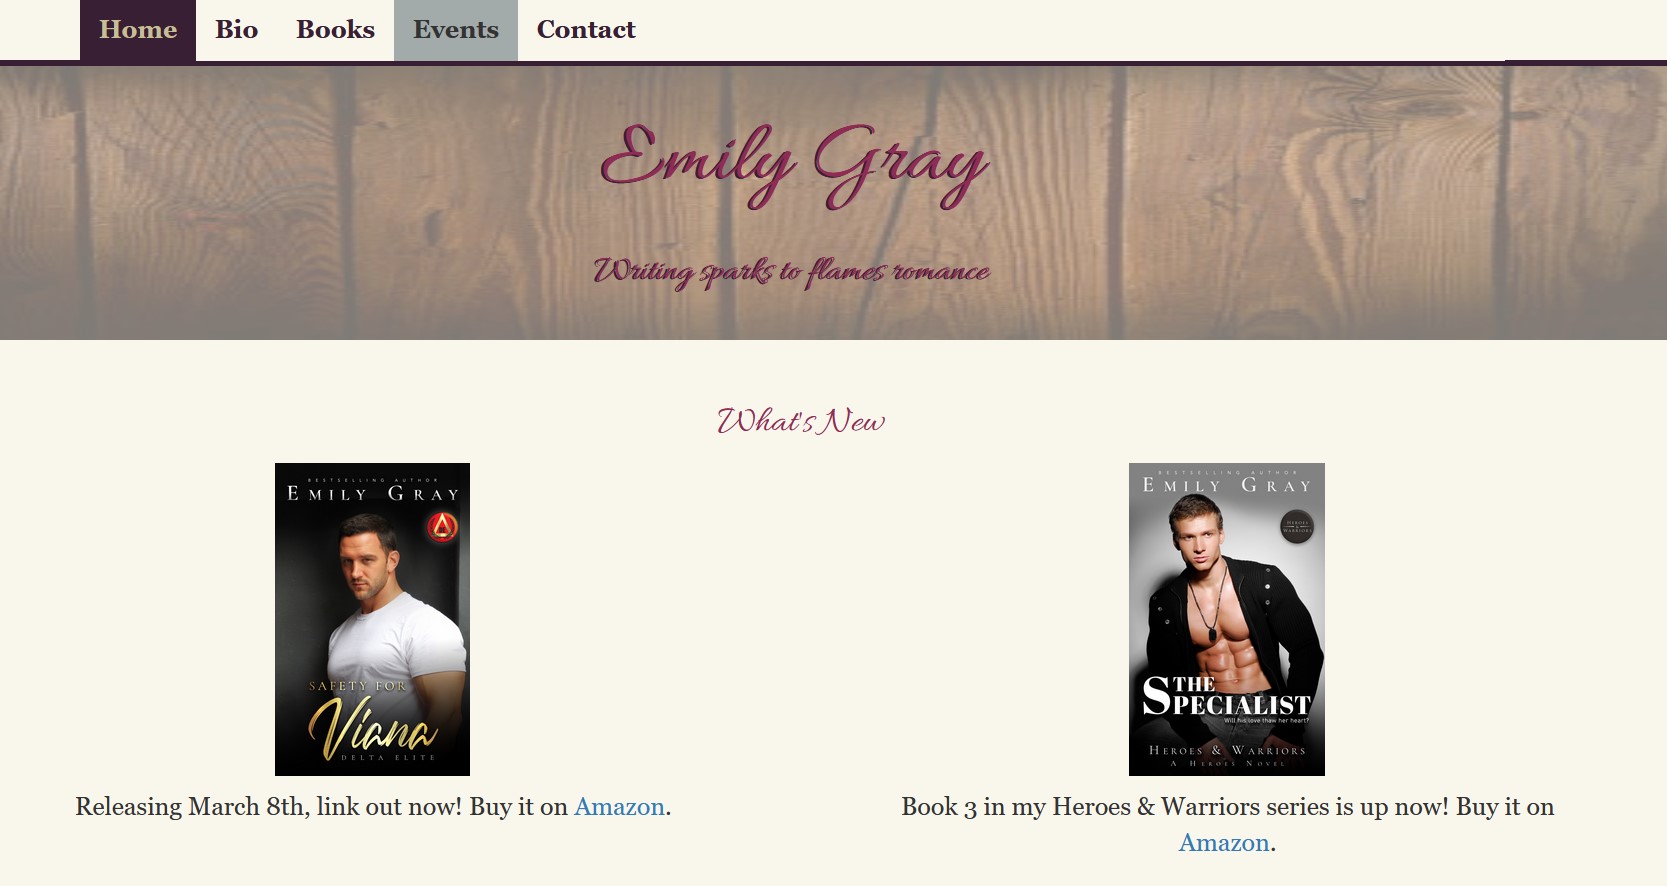 Home Bio Books Events Contact
Emily Gray
Writing sparks to flames romance
What's New
BESTSELLING AUTHOR
EMILY GRAY
SAFETY FOR
Viana
DELTA ELITE
Releasing March 8th, link out now! Buy it on Amazon.
BESTSELLING AUTHOR
EMILY GRAY
HEROES
&
WARRIORS
THE
SPECIALIST
Will his love thaw her heart?
HEROES & WARRIORS
A HEROES NOVEL
Book 3 in my Heroes & Warriors series is up now! Buy it on
Amazon.